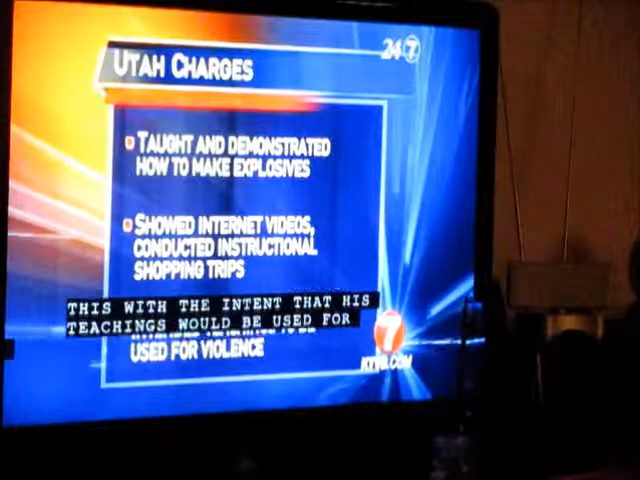 24 7
UTAH CHARGES
TAUGHT AND DEMONSTRATED
HOW TO MAKE EXPLOSIVES
SHOWED INTERNET VIDEOS,
CONDUCTED INSTRUCTIONAL
SHOPPING TRIPS
THIS WITH THE INTENT THAT HIS
TEACHINGS WOULD BE USED FOR
USED FOR VIOLENCE
7
KTVB.COM